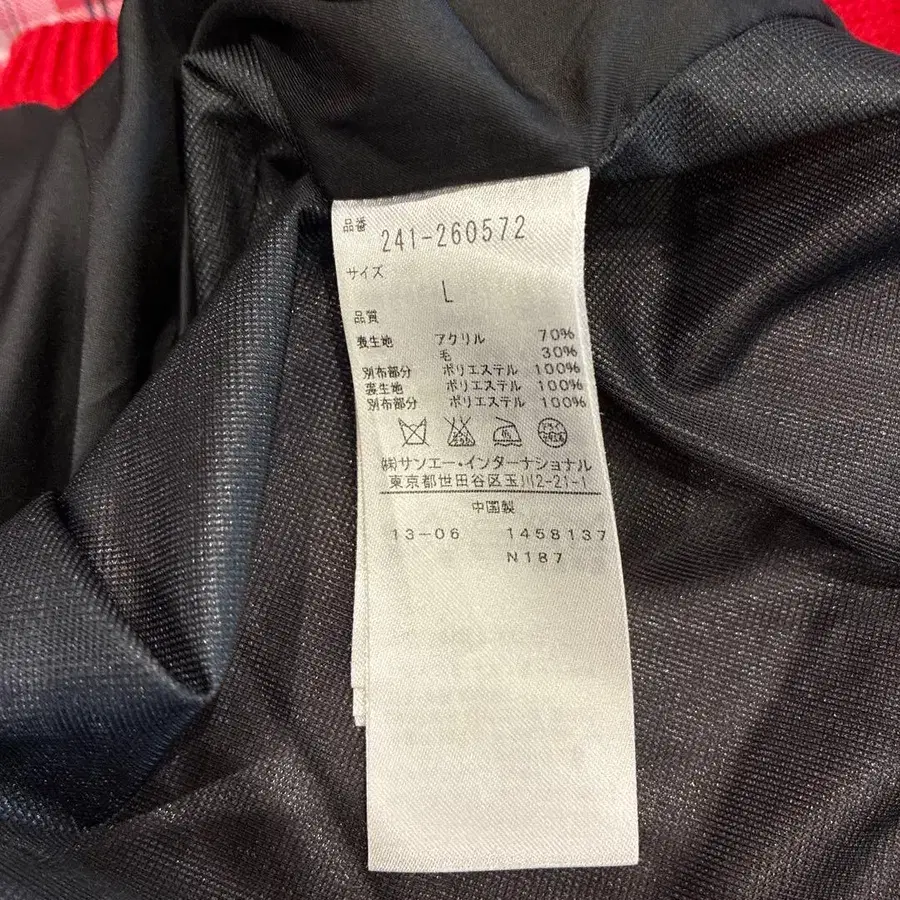 品番
241-260572
サイズ
L
品質
表生地 アクリル 70%
毛 30%
別布部分 ポリエステル 100%
裏生地 ポリエステル 100%
別布部分 ポリエステル 100%
㈱サンエー・インターナショナル
東京都世田谷区玉川2-21-1
中国製
13-06 1458137
N187